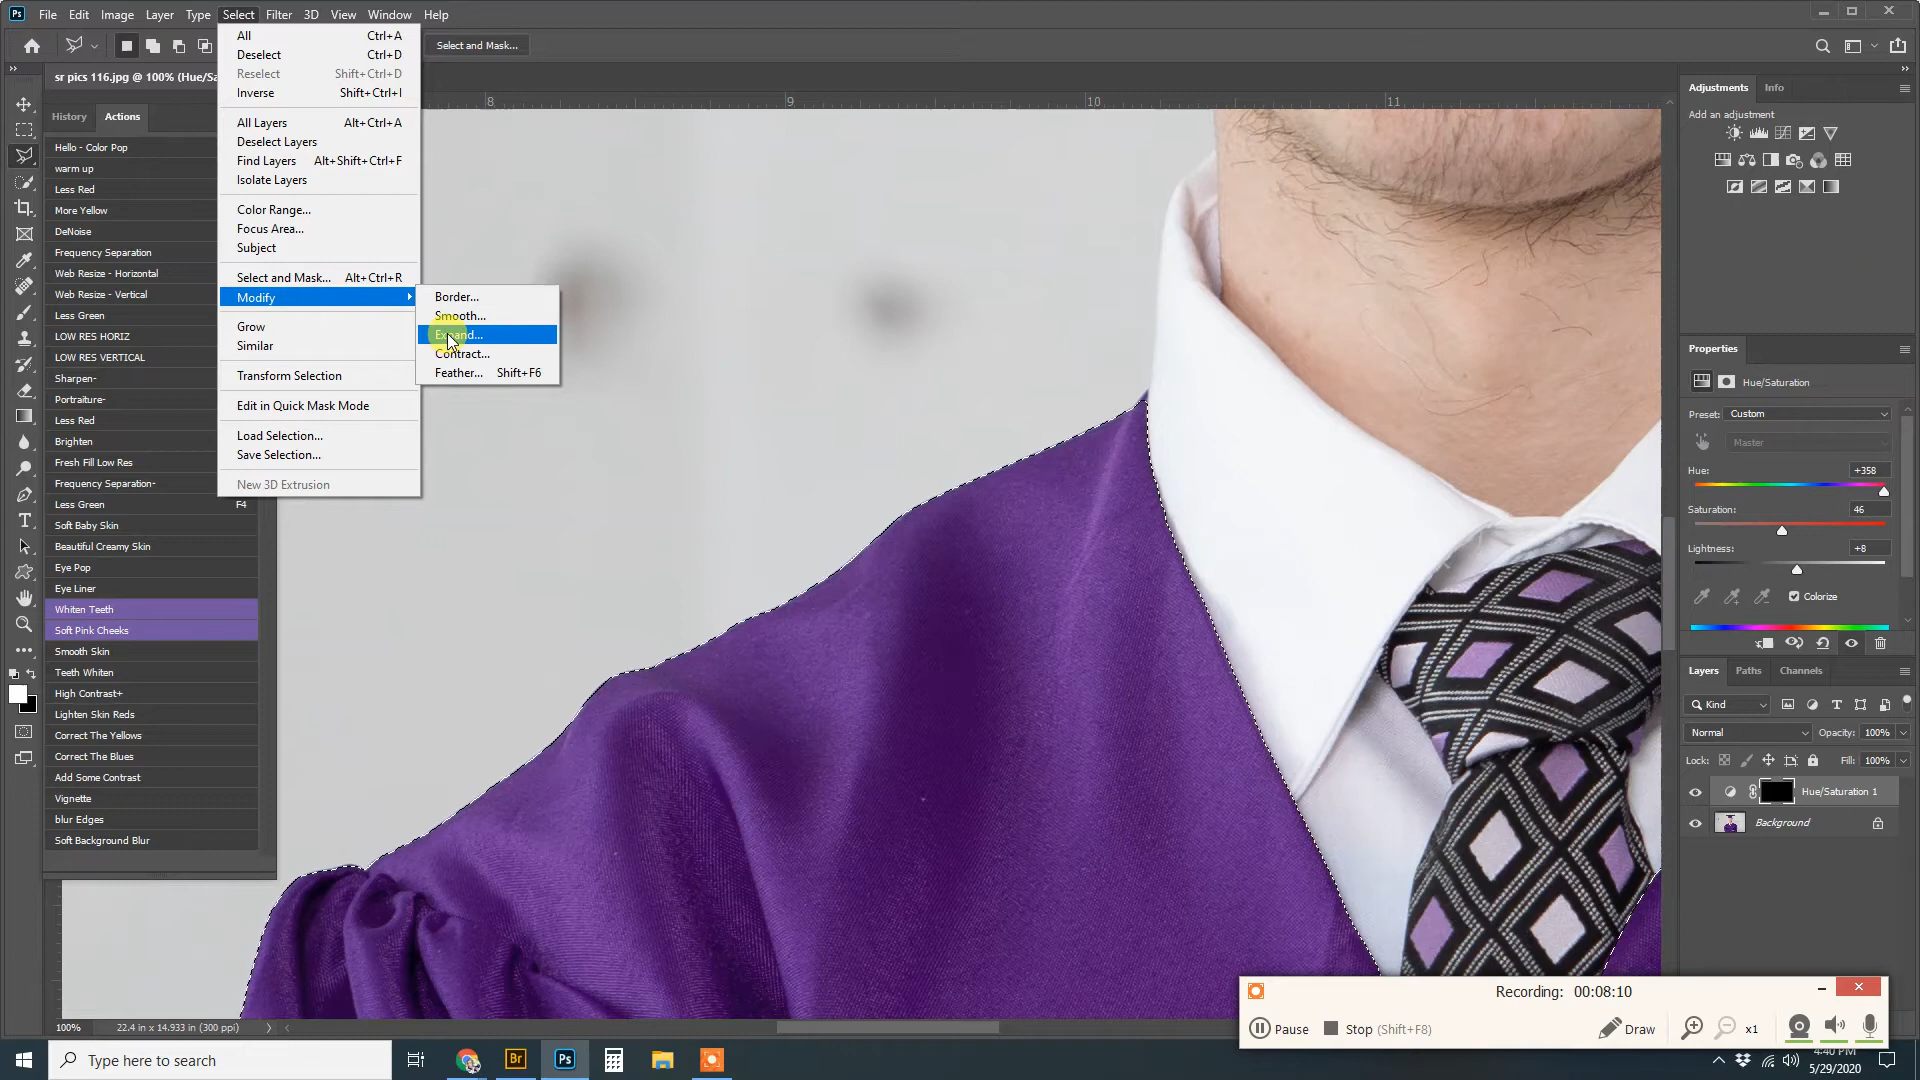 Ps File Edit Image Layer Type Select Filter 3D View Window Help
Select and Mask...
sr pics 116.jpg @ 100% (Hue/Sa
History Actions
Hello - Color Pop
warm up
Less Red
More Yellow
DeNoise
Frequency Separation
Web Resize - Horizontal
Web Resize - Vertical
Less Green
LOW RES HORIZ
LOW RES VERTICAL
Sharpen-
Portraiture-
Less Red
Brighten
Fresh Fill Low Res
Frequency Separation-
Less Green F4
Soft Baby Skin
Beautiful Creamy Skin
Eye Pop
Eye Liner
Whiten Teeth
Soft Pink Cheeks
Smooth Skin
Teeth Whiten
High Contrast+
Lighten Skin Reds
Correct The Yellows
Correct The Blues
Add Some Contrast
Vignette
blur Edges
Soft Background Blur
All Ctrl+A
Deselect Ctrl+D
Reselect Shift+Ctrl+D
Inverse Shift+Ctrl+I
All Layers Alt+Ctrl+A
Deselect Layers
Find Layers Alt+Shift+Ctrl+F
Isolate Layers
Color Range...
Focus Area...
Subject
Select and Mask... Alt+Ctrl+R
Modify
Grow
Similar
Transform Selection
Edit in Quick Mask Mode
Load Selection...
Save Selection...
New 3D Extrusion
Border...
Smooth...
Expand...
Contract...
Feather... Shift+F6
8 9 10 11
Adjustments Info
Add an adjustment
Properties
Hue/Saturation
Preset: Custom
Master
Hue: +358
Saturation: 46
Lightness: +8
Colorize
Layers Paths Channels
Kind
Normal Opacity: 100%
Lock: Fill: 100%
Hue/Saturation 1
Background
100% 22.4 in x 14.933 in (300 ppi)
Recording: 00:08:10
Pause Stop (Shift+F8) Draw x1
Type here to search
Br Ps
4:40 PM
5/29/2020